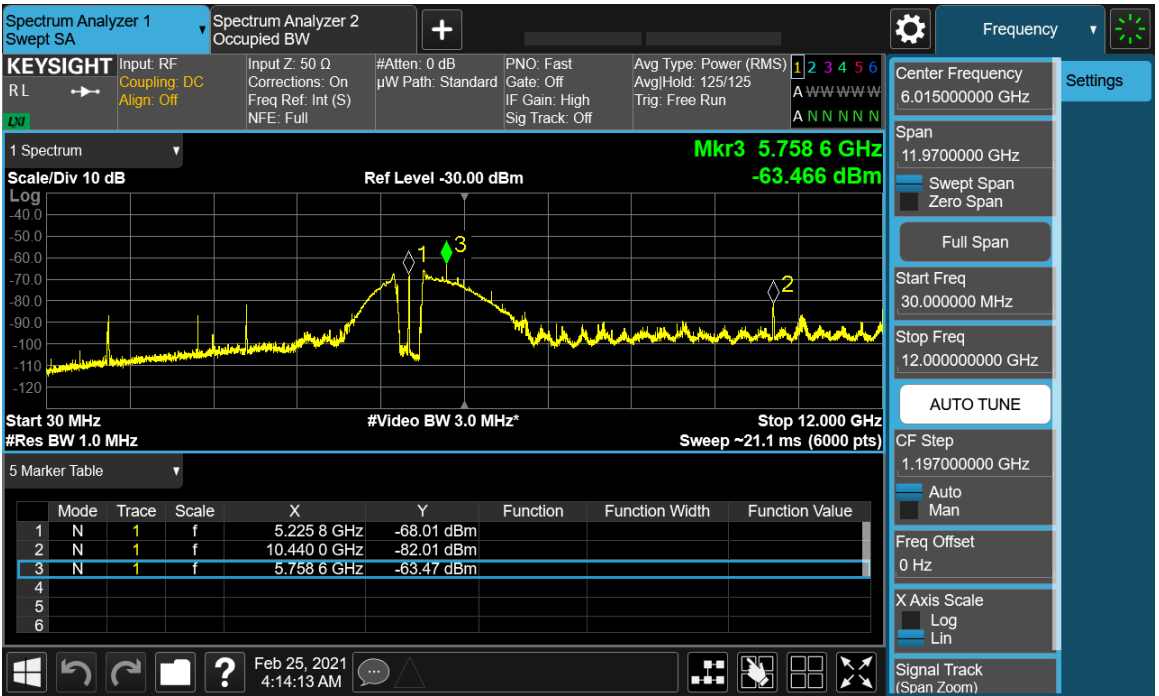 Spectrum Analyzer 1
Swept SA
Spectrum Analyzer 2
Occupied BW
Frequency
KEYSIGHT
RL
LXI
Input: RF
Coupling: DC
Align: Off
Input Z: 50 Ω
Corrections: On
Freq Ref: Int (S)
NFE: Full
#Atten: 0 dB
µW Path: Standard
PNO: Fast
Gate: Off
IF Gain: High
Sig Track: Off
Avg Type: Power (RMS)
Avg|Hold: 125/125
Trig: Free Run
1 2 3 4 5 6
A W W W W W
A N N N N N
1 Spectrum
Mkr3 5.758 6 GHz
Scale/Div 10 dB
Ref Level -30.00 dBm
-63.466 dBm
Log
-40.0
-50.0
-60.0
-70.0
-80.0
-90.0
-100
-110
-120
1
3
2
Start 30 MHz
#Video BW 3.0 MHz*
Stop 12.000 GHz
#Res BW 1.0 MHz
Sweep ~21.1 ms (6000 pts)
5 Marker Table
Mode Trace Scale X Y Function Function Width Function Value
1 N 1 f 5.225 8 GHz -68.01 dBm
2 N 1 f 10.440 0 GHz -82.01 dBm
3 N 1 f 5.758 6 GHz -63.47 dBm
4
5
6
?
Feb 25, 2021
4:14:13 AM
Center Frequency
6.015000000 GHz
Settings
Span
11.9700000 GHz
Swept Span
Zero Span
Full Span
Start Freq
30.000000 MHz
Stop Freq
12.000000000 GHz
AUTO TUNE
CF Step
1.197000000 GHz
Auto
Man
Freq Offset
0 Hz
X Axis Scale
Log
Lin
Signal Track
(Span Zoom)